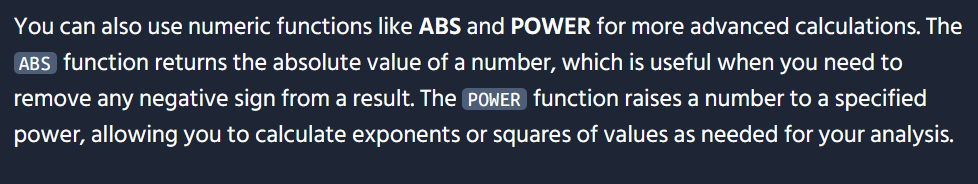 You can also use numeric functions like ABS and POWER for more advanced calculations. The
ABS function returns the absolute value of a number, which is useful when you need to
remove any negative sign from a result. The POWER function raises a number to a specified
power, allowing you to calculate exponents or squares of values as needed for your analysis.